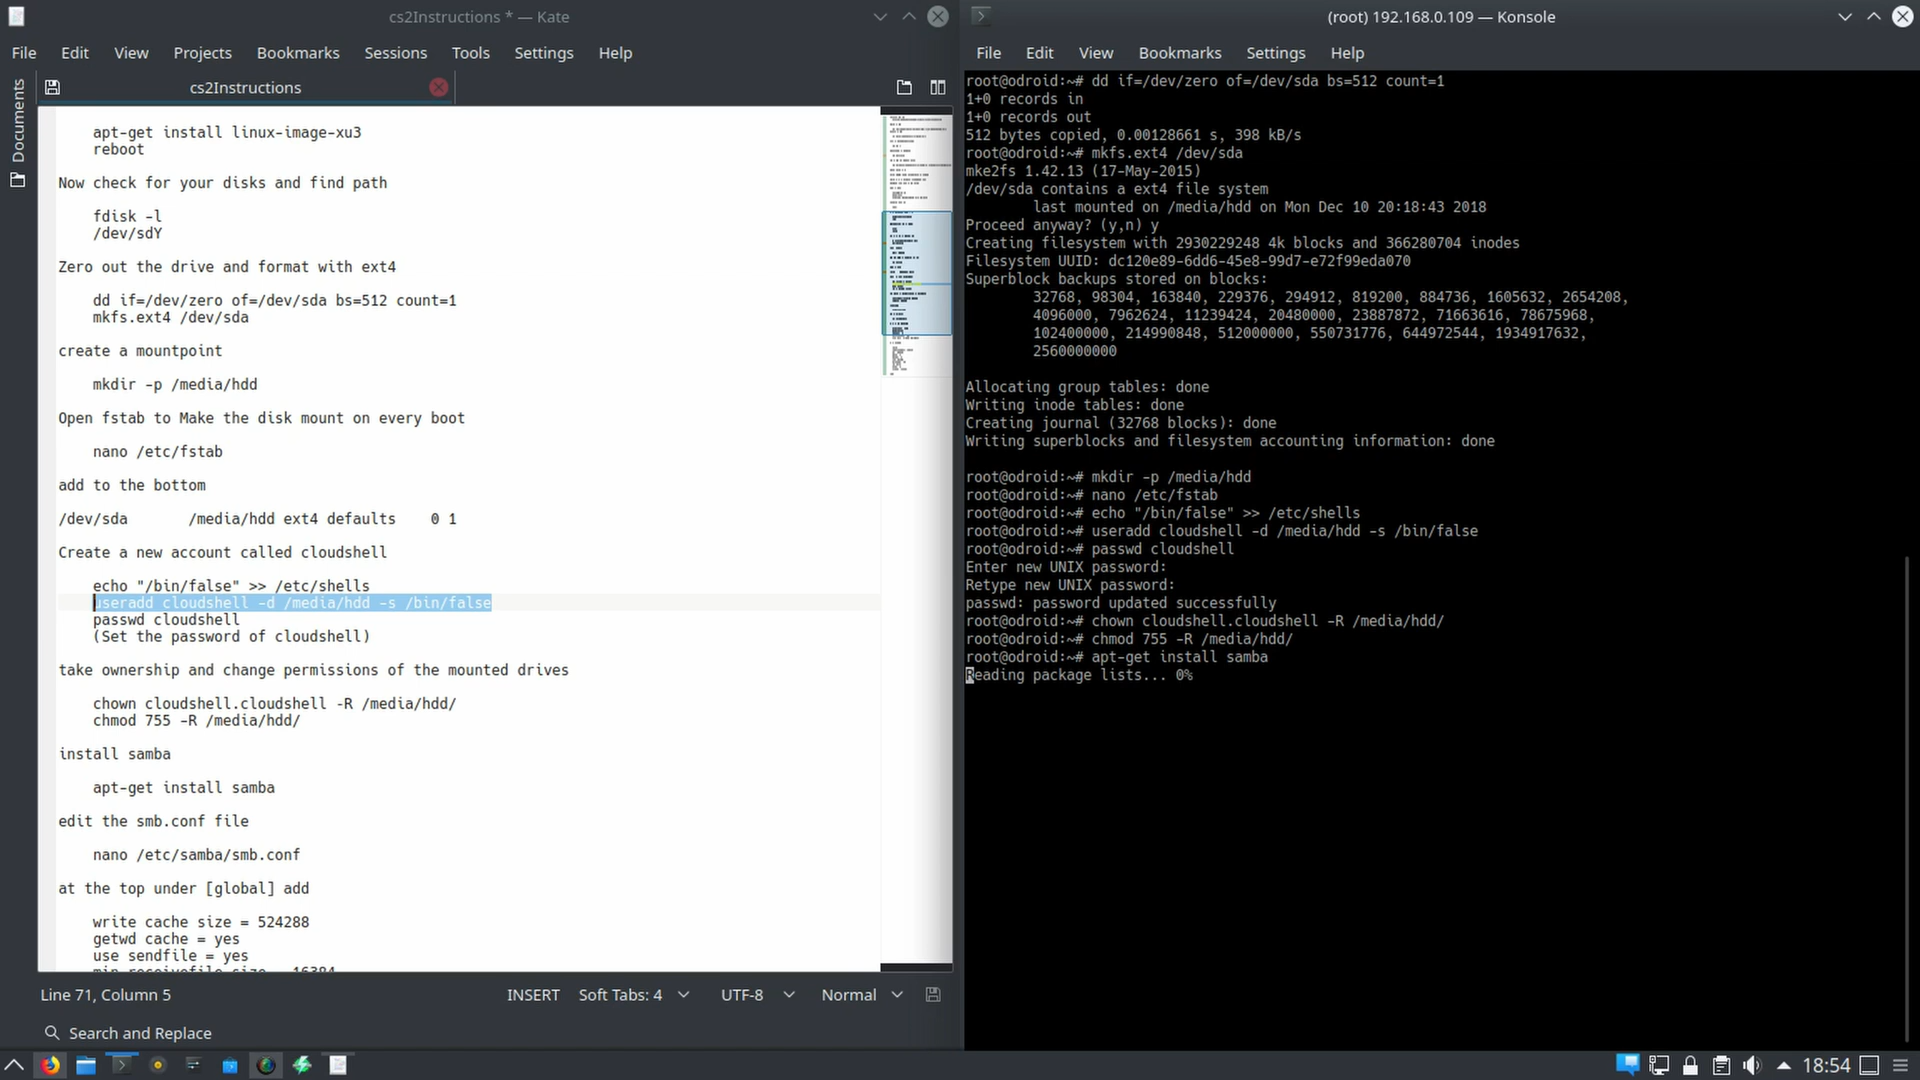 cs2Instructions * — Kate
File Edit View Projects Bookmarks Sessions Tools Settings Help
Documents
cs2Instructions
apt-get install linux-image-xu3
reboot
Now check for your disks and find path
fdisk -l
/dev/sdY
Zero out the drive and format with ext4
dd if=/dev/zero of=/dev/sda bs=512 count=1
mkfs.ext4 /dev/sda
create a mountpoint
mkdir -p /media/hdd
Open fstab to Make the disk mount on every boot
nano /etc/fstab
add to the bottom
/dev/sda /media/hdd ext4 defaults 0 1
Create a new account called cloudshell
echo "/bin/false" >> /etc/shells
useradd cloudshell -d /media/hdd -s /bin/false
passwd cloudshell
(Set the password of cloudshell)
take ownership and change permissions of the mounted drives
chown cloudshell.cloudshell -R /media/hdd/
chmod 755 -R /media/hdd/
install samba
apt-get install samba
edit the smb.conf file
nano /etc/samba/smb.conf
at the top under [global] add
write cache size = 524288
getwd cache = yes
use sendfile = yes
min receivefile size = 16384
Line 71, Column 5 INSERT Soft Tabs: 4 UTF-8 Normal
Search and Replace
(root) 192.168.0.109 — Konsole
File Edit View Bookmarks Settings Help
root@odroid:~# dd if=/dev/zero of=/dev/sda bs=512 count=1
1+0 records in
1+0 records out
512 bytes copied, 0.00128661 s, 398 kB/s
root@odroid:~# mkfs.ext4 /dev/sda
mke2fs 1.42.13 (17-May-2015)
/dev/sda contains a ext4 file system
last mounted on /media/hdd on Mon Dec 10 20:18:43 2018
Proceed anyway? (y,n) y
Creating filesystem with 2930229248 4k blocks and 366280704 inodes
Filesystem UUID: dc120e89-6dd6-45e8-99d7-e72f99eda070
Superblock backups stored on blocks:
32768, 98304, 163840, 229376, 294912, 819200, 884736, 1605632, 2654208,
4096000, 7962624, 11239424, 20480000, 23887872, 71663616, 78675968,
102400000, 214990848, 512000000, 550731776, 644972544, 1934917632,
2560000000
Allocating group tables: done
Writing inode tables: done
Creating journal (32768 blocks): done
Writing superblocks and filesystem accounting information: done
root@odroid:~# mkdir -p /media/hdd
root@odroid:~# nano /etc/fstab
root@odroid:~# echo "/bin/false" >> /etc/shells
root@odroid:~# useradd cloudshell -d /media/hdd -s /bin/false
root@odroid:~# passwd cloudshell
Enter new UNIX password:
Retype new UNIX password:
passwd: password updated successfully
root@odroid:~# chown cloudshell.cloudshell -R /media/hdd/
root@odroid:~# chmod 755 -R /media/hdd/
root@odroid:~# apt-get install samba
Reading package lists... 0%
18:54